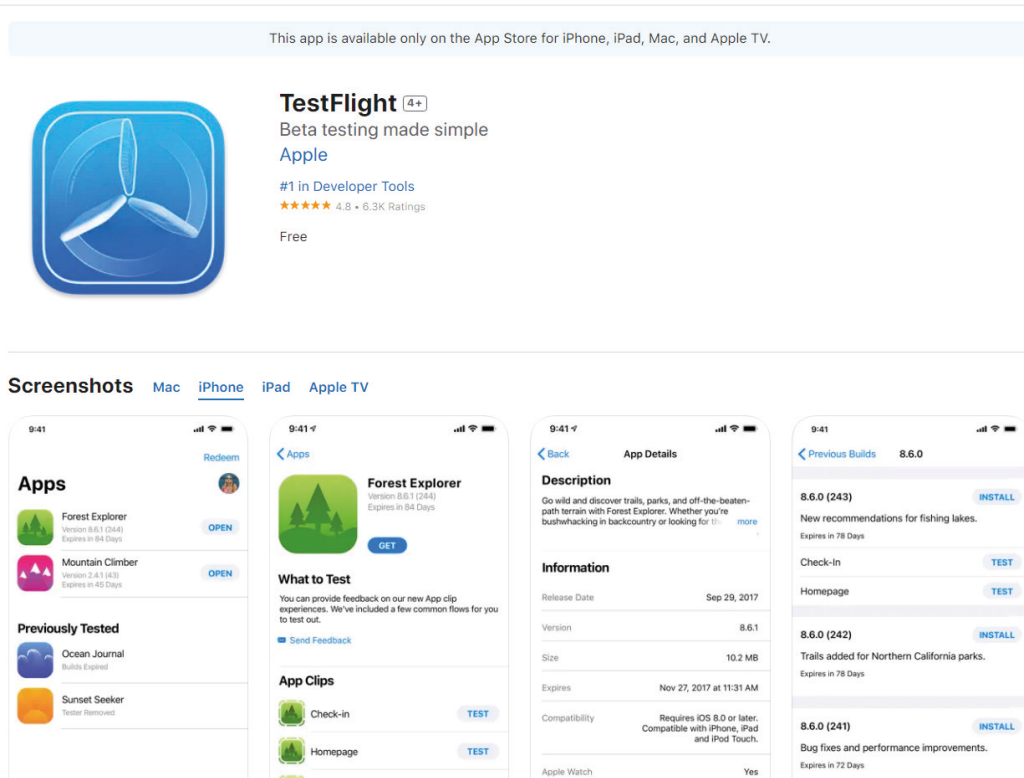 This app is available only on the App Store for iPhone, iPad, Mac, and Apple TV.
TestFlight 4+
Beta testing made simple
Apple
#1 in Developer Tools
★★★★★ 4.8 • 6.3K Ratings
Free
Screenshots Mac iPhone iPad Apple TV
9:41
Redeem
Apps
Forest Explorer
Version 8.6.1 (244)
Expires in 84 Days
OPEN
Mountain Climber
Version 2.4.1 (43)
Expires in 45 Days
OPEN
Previously Tested
Ocean Journal
Builds Expired
Sunset Seeker
Tester Removed
9:41
Apps
Forest Explorer
Version 8.6.1 (244)
Expires in 84 Days
GET
What to Test
You can provide feedback on our new App clip
experiences. We've included a few common flows for you
to test out.
Send Feedback
App Clips
Check-in TEST
Homepage TEST
9:41
Back App Details
Description
Go wild and discover trails, parks, and off-the-beaten-
path terrain with Forest Explorer. Whether you're
bushwhacking in backcountry or looking for more
Information
Release Date Sep 29, 2017
Version 8.6.1
Size 10.2 MB
Expires Nov 27, 2017 at 11:31 AM
Compatibility Requires iOS 8.0 or later.
Compatible with iPhone, iPad
and iPod Touch.
Apple Watch Yes
9:41
Previous Builds 8.6.0
8.6.0 (243) INSTALL
New recommendations for fishing lakes.
Expires in 78 Days
Check-In TEST
Homepage TEST
8.6.0 (242) INSTALL
Trails added for Northern California parks.
Expires in 78 Days
8.6.0 (241) INSTALL
Bug fixes and performance improvements.
Expires in 72 Days